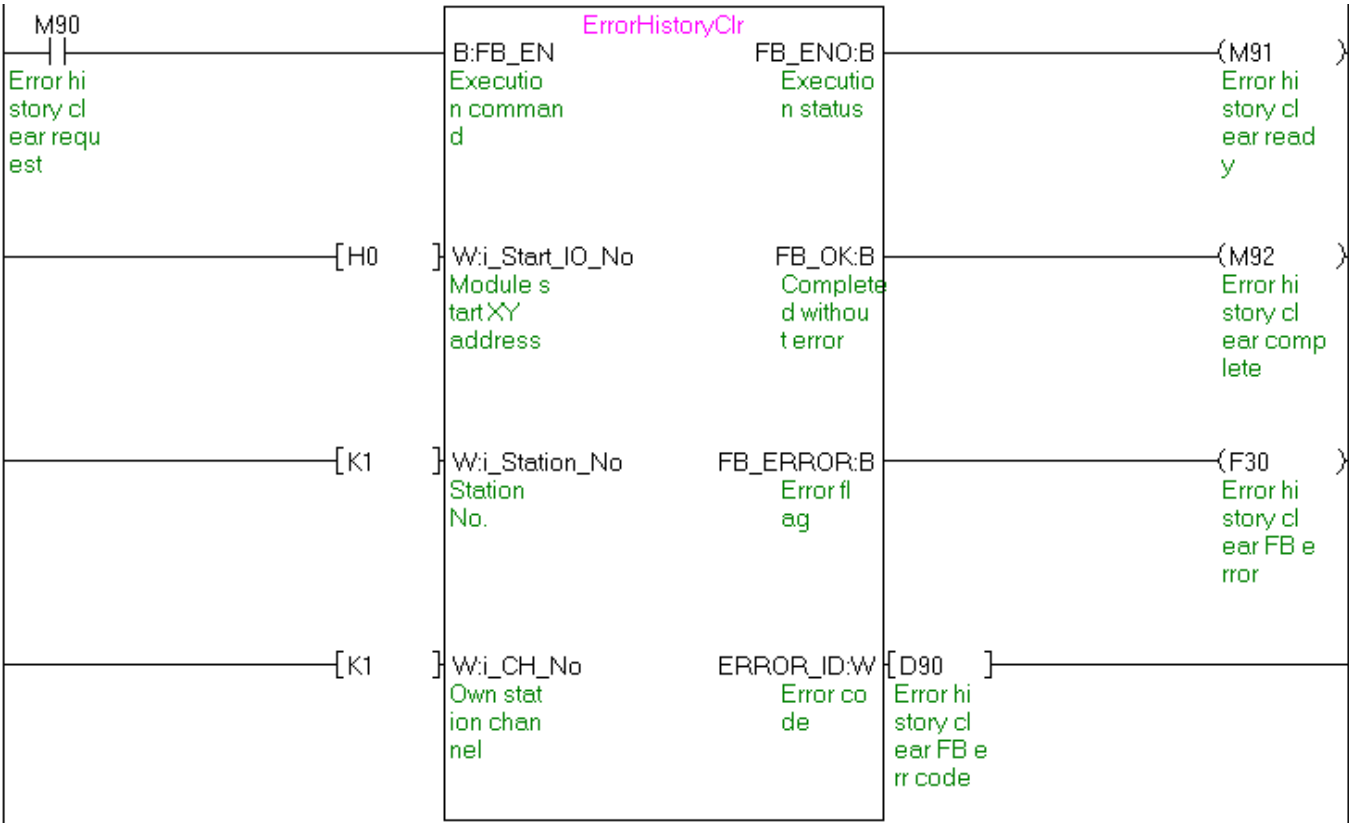 M90
Error hi
story cl
ear requ
est
ErrorHistoryClr
B:FB_EN
Executio
n comman
d
FB_ENO:B
Executio
n status
(M91 )
Error hi
story cl
ear read
y
[H0 ]
W:i_Start_IO_No
Module s
tart XY
address
FB_OK:B
Complete
d withou
t error
(M92 )
Error hi
story cl
ear comp
lete
[K1 ]
W:i_Station_No
Station
No.
FB_ERROR:B
Error fl
ag
(F30 )
Error hi
story cl
ear FB e
rror
[K1 ]
W:i_CH_No
Own stat
ion chan
nel
ERROR_ID:W
Error co
de
[D90 ]
Error hi
story cl
ear FB e
rr code